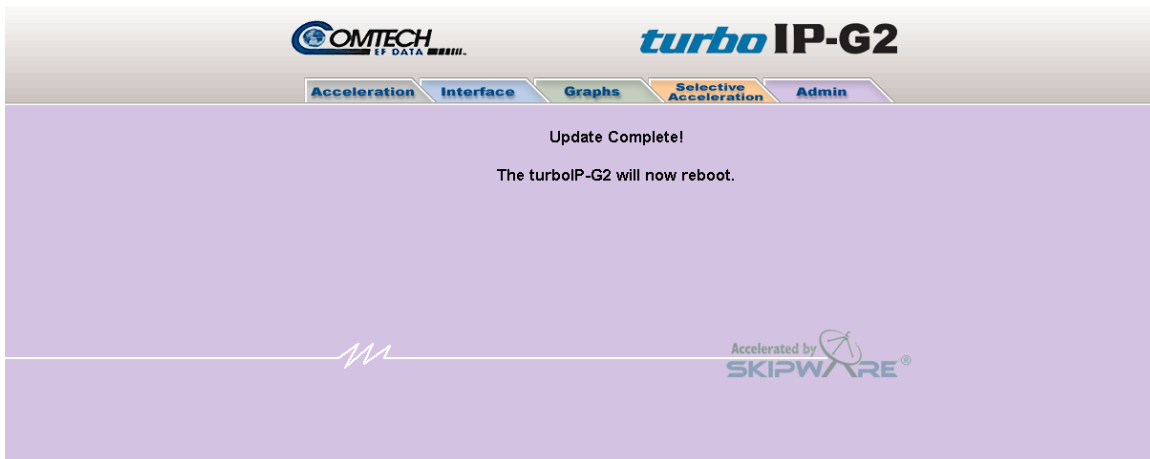 COMTECH
EF DATA
turbo IP-G2
Acceleration
Interface
Graphs
Selective
Acceleration
Admin
Update Complete!
The turboIP-G2 will now reboot.
Accelerated by
SKIPWARE®